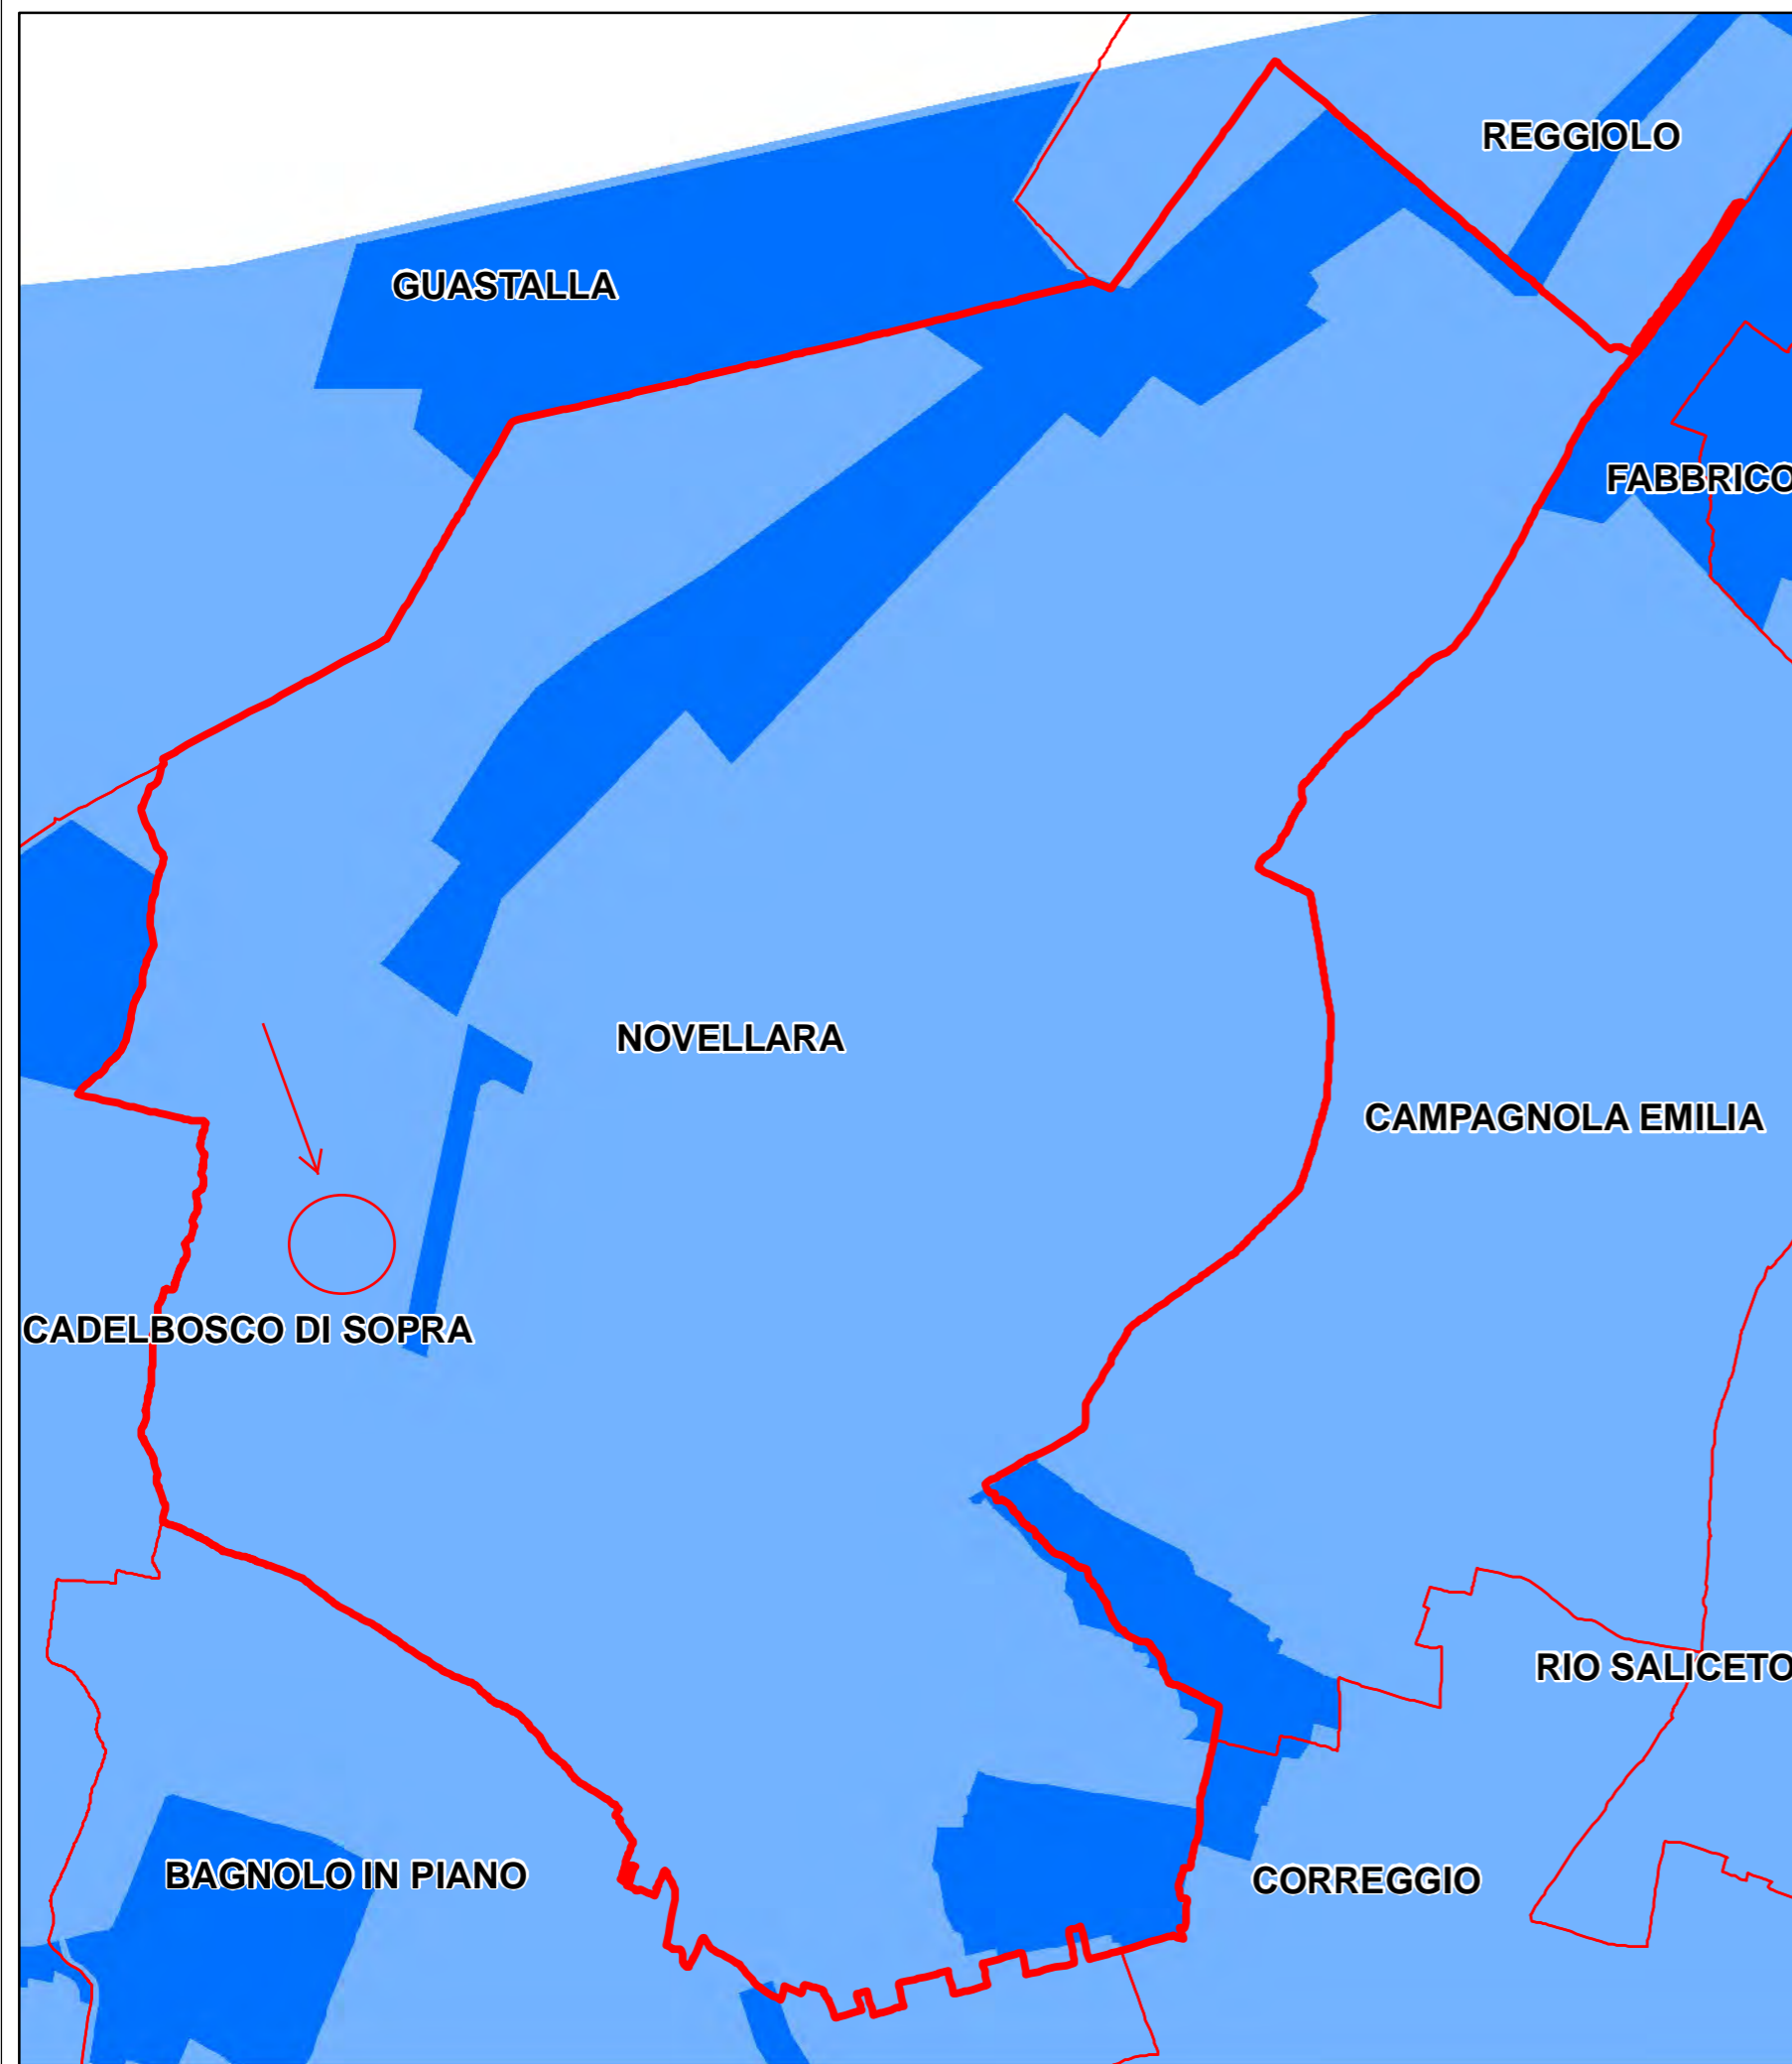 REGGIOLO
GUASTALLA
FABBRICO
NOVELLARA
CAMPAGNOLA EMILIA
CADELBOSCO DI SOPRA
RIO SALICETO
BAGNOLO IN PIANO
CORREGGIO